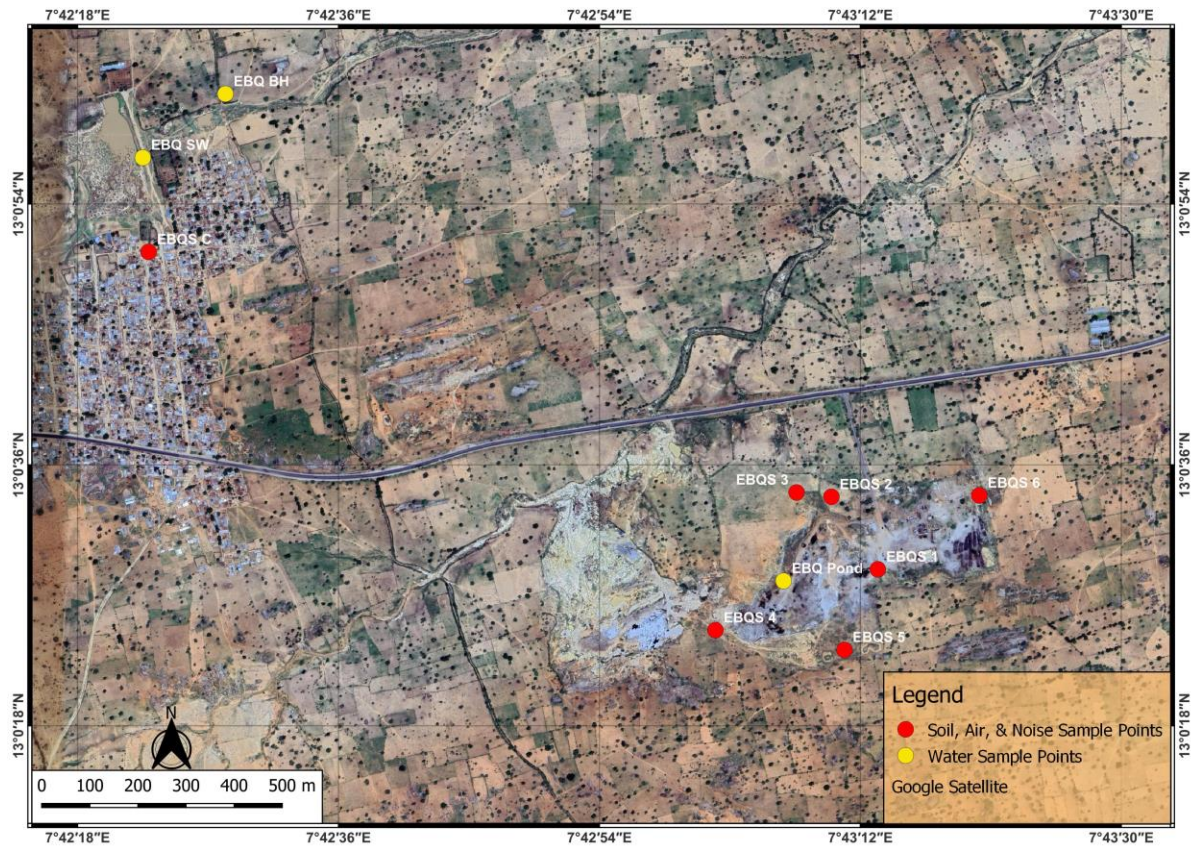 7°42′18″E 7°42′36″E 7°42′54″E 7°43′12″E 7°43′30″E
EBQ BH
EBQ SW
13°0′54″N 13°0′54″N
EBQS C
13°0′36″N 13°0′36″N
EBQS 3 EBQS 2 EBQS 6
EBQS 1
EBQ Pond
EBQS 4
EBQS 5
Legend
N
Soil, Air, & Noise Sample Points
13°0′18″N 13°0′18″N
Water Sample Points
Google Satellite
0 100 200 300 400 500 m
7°42′18″E 7°42′36″E 7°42′54″E 7°43′12″E 7°43′30″E